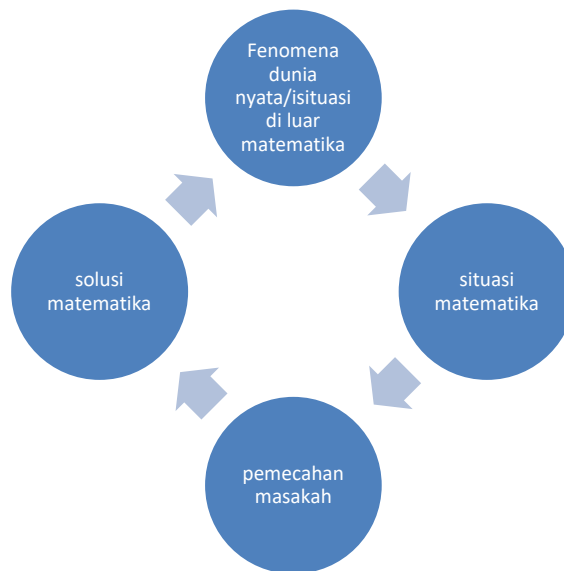 Fenomena
dunia
nyata/isituasi
di luar
matematika
situasi
matematika
pemecahan
masakah
solusi
matematika